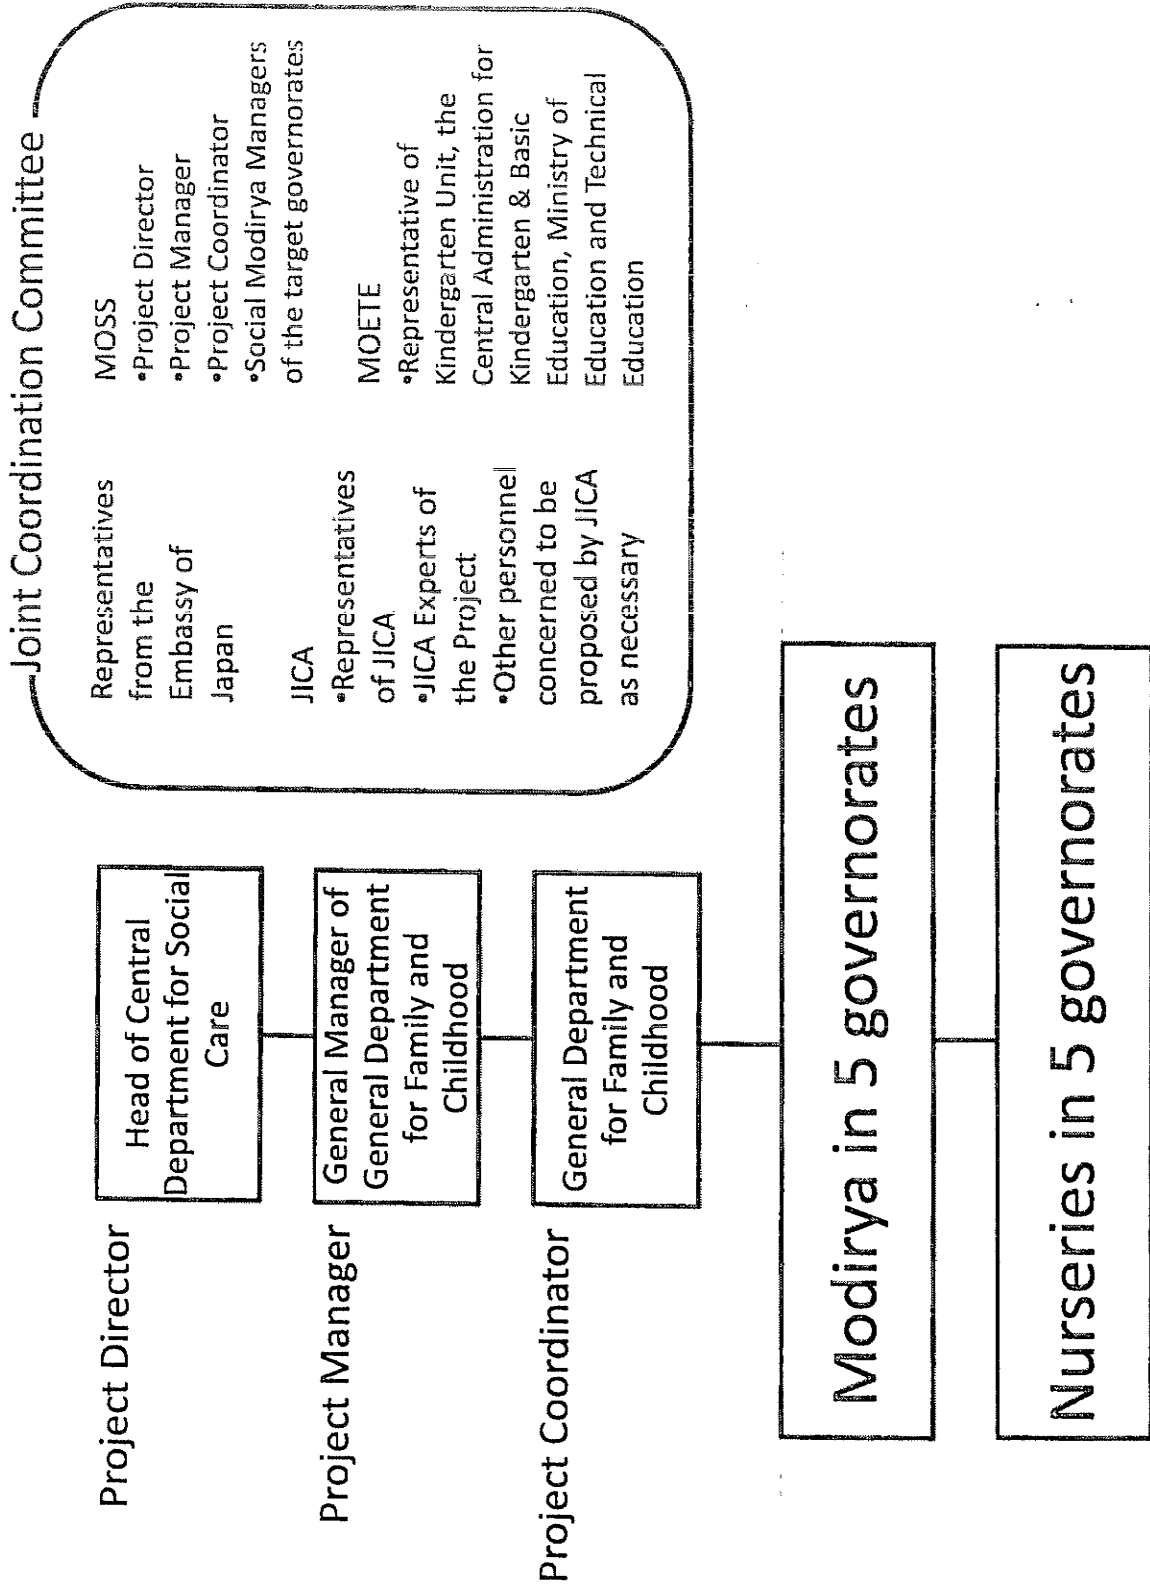 Project Director
Head of Central
Department for Social
Care
Project Manager
General Manager of
General Department
for Family and
Childhood
Project Coordinator
General Department
for Family and
Childhood
Modirya in 5 governorates
Nurseries in 5 governorates
Joint Coordination Committee
Representatives
from the
Embassy of
Japan
JICA
•Representatives
of JICA
•JICA Experts of
the Project
•Other personnel
concerned to be
proposed by JICA
as necessary
MOSS
•Project Director
•Project Manager
•Project Coordinator
•Social Modirya Managers
of the target governorates
MOETE
•Representative of
Kindergarten Unit, the
Central Administration for
Kindergarten & Basic
Education, Ministry of
Education and Technical
Education